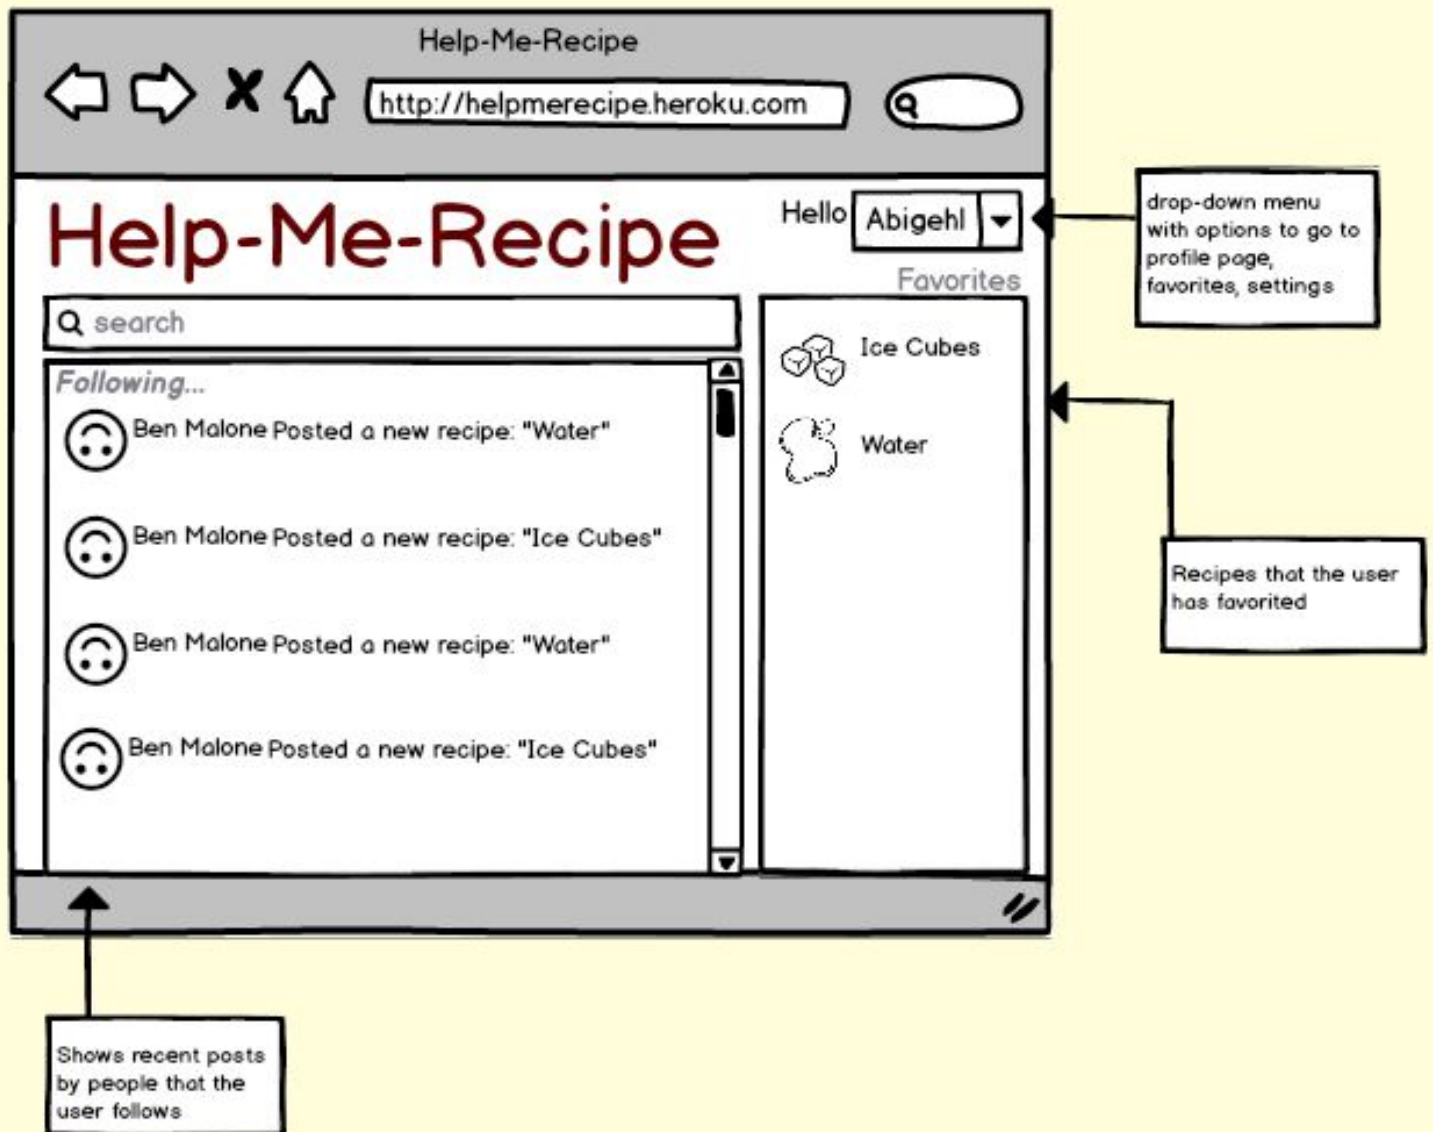 Help-Me-Recipe
http://helpmerecipe.heroku.com
Help-Me-Recipe
Hello Abigehl
Favorites
search
Following...
Ben Malone Posted a new recipe: "Water"
Ben Malone Posted a new recipe: "Ice Cubes"
Ben Malone Posted a new recipe: "Water"
Ben Malone Posted a new recipe: "Ice Cubes"
Ice Cubes
Water
drop-down menu
with options to go to
profile page,
favorites, settings
Recipes that the user
has favorited
Shows recent posts
by people that the
user follows